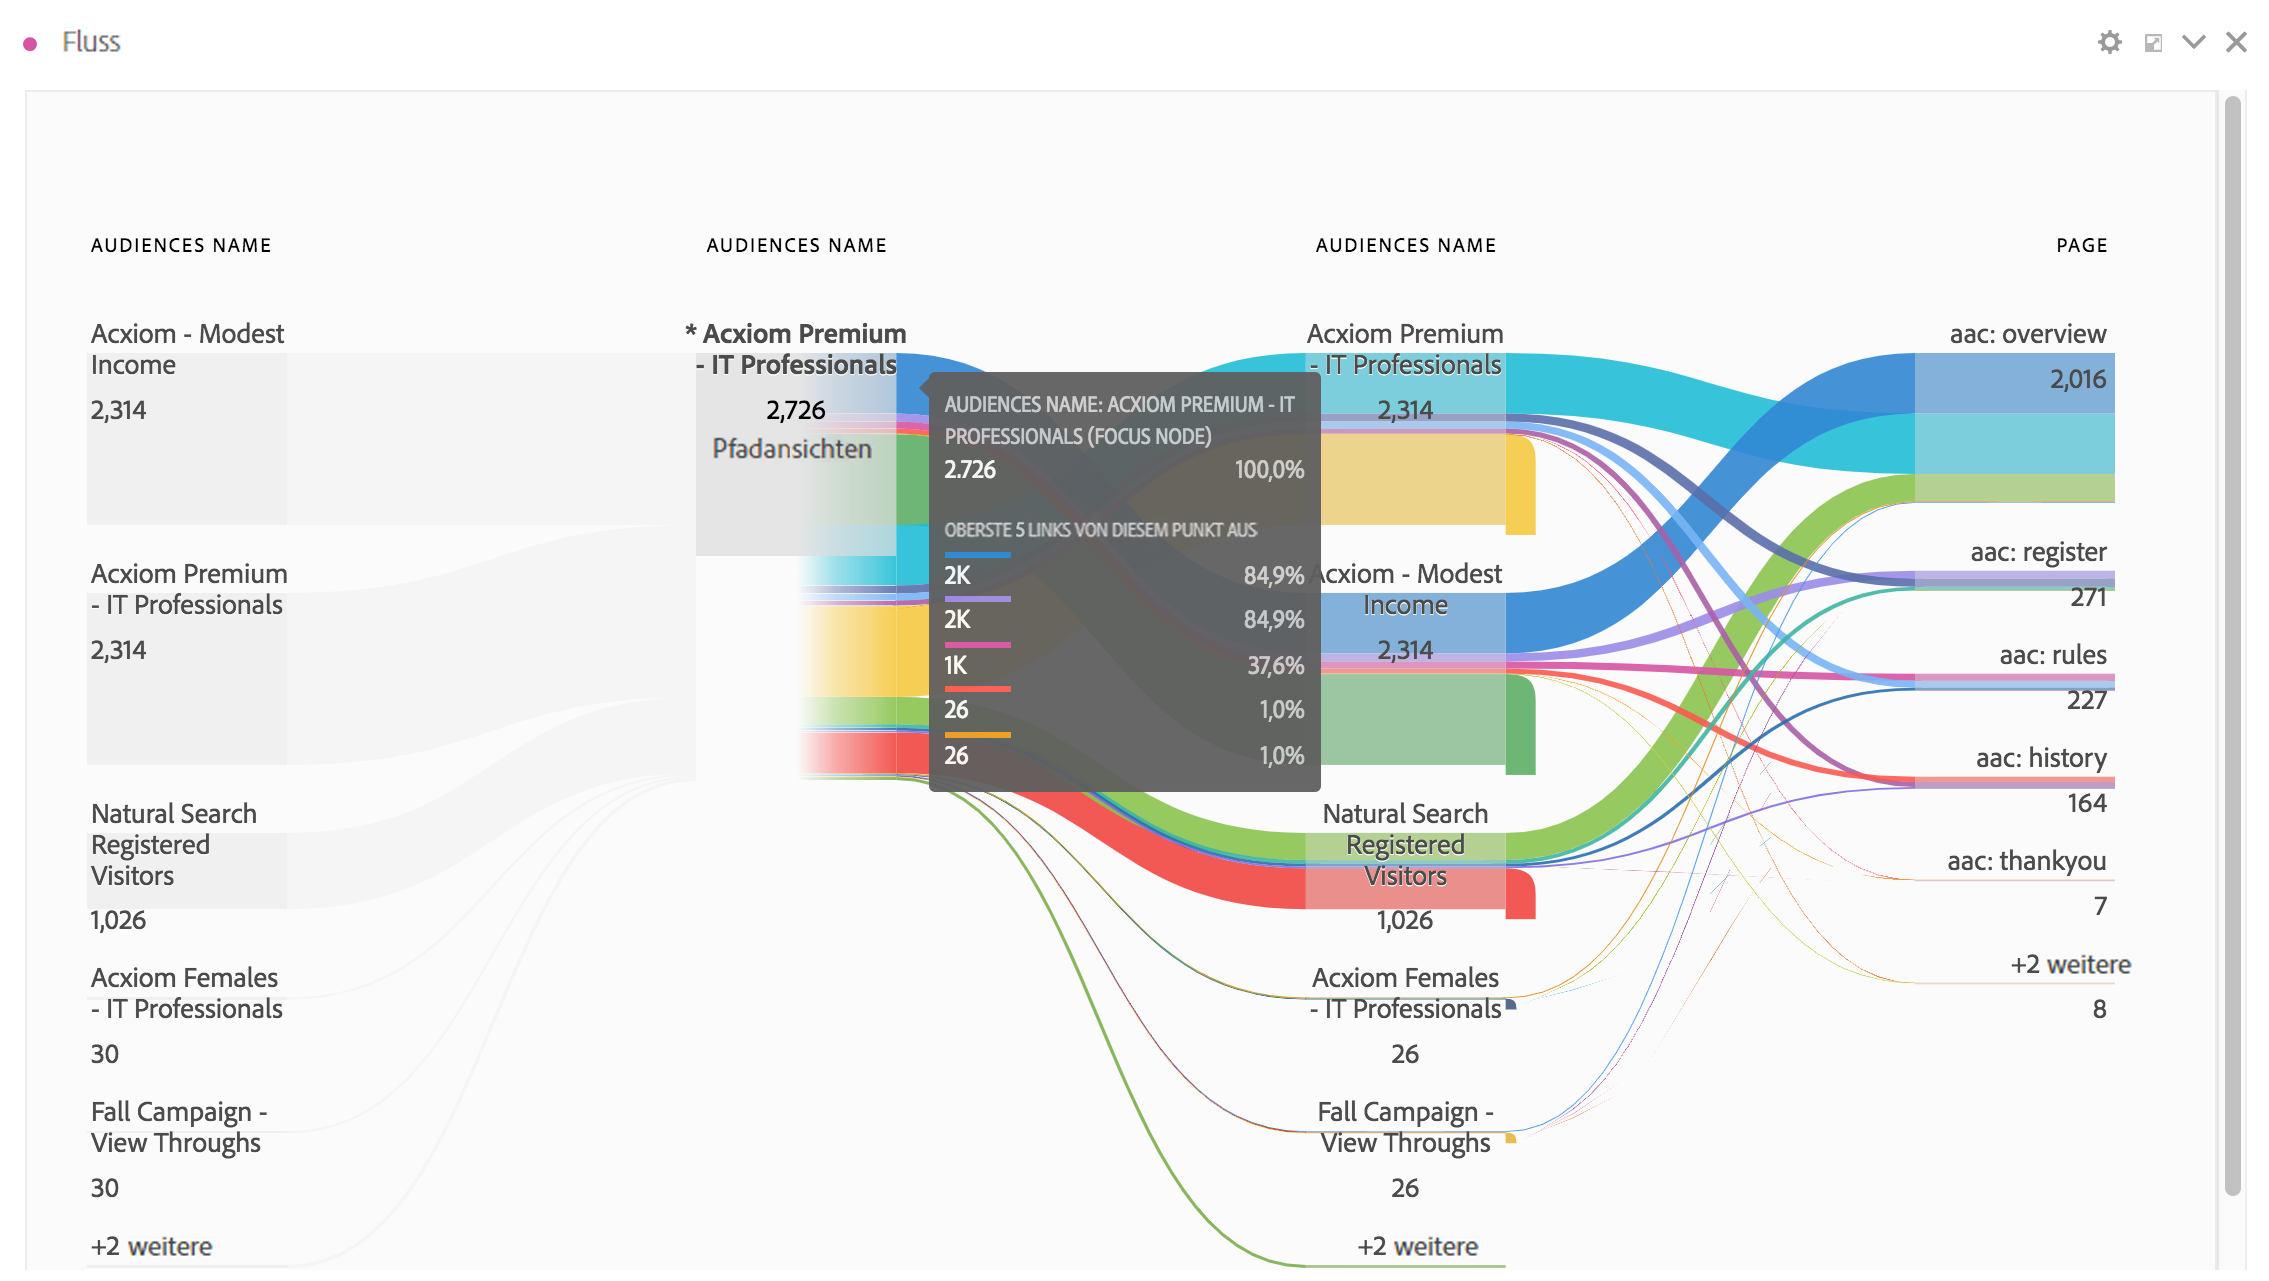 Fluss
AUDIENCES NAME
AUDIENCES NAME
AUDIENCES NAME
PAGE
Acxiom - Modest
Income
2,314
Acxiom Premium
- IT Professionals
2,314
Natural Search
Registered
Visitors
1,026
Acxiom Females
- IT Professionals
30
Fall Campaign -
View Throughs
30
+2 weitere
* Acxiom Premium
- IT Professionals
2,726
Pfadansichten
AUDIENCES NAME: ACXIOM PREMIUM - IT
PROFESSIONALS (FOCUS NODE)
2.726 100,0%
OBERSTE 5 LINKS VON DIESEM PUNKT AUS
2K 84,9%
2K 84,9%
1K 37,6%
26 1,0%
26 1,0%
Acxiom Premium
- IT Professionals
2,314
Acxiom - Modest
Income
2,314
Natural Search
Registered
Visitors
1,026
Acxiom Females
- IT Professionals
26
Fall Campaign -
View Throughs
26
+2 weitere
aac: overview
2,016
aac: register
271
aac: rules
227
aac: history
164
aac: thankyou
7
+2 weitere
8